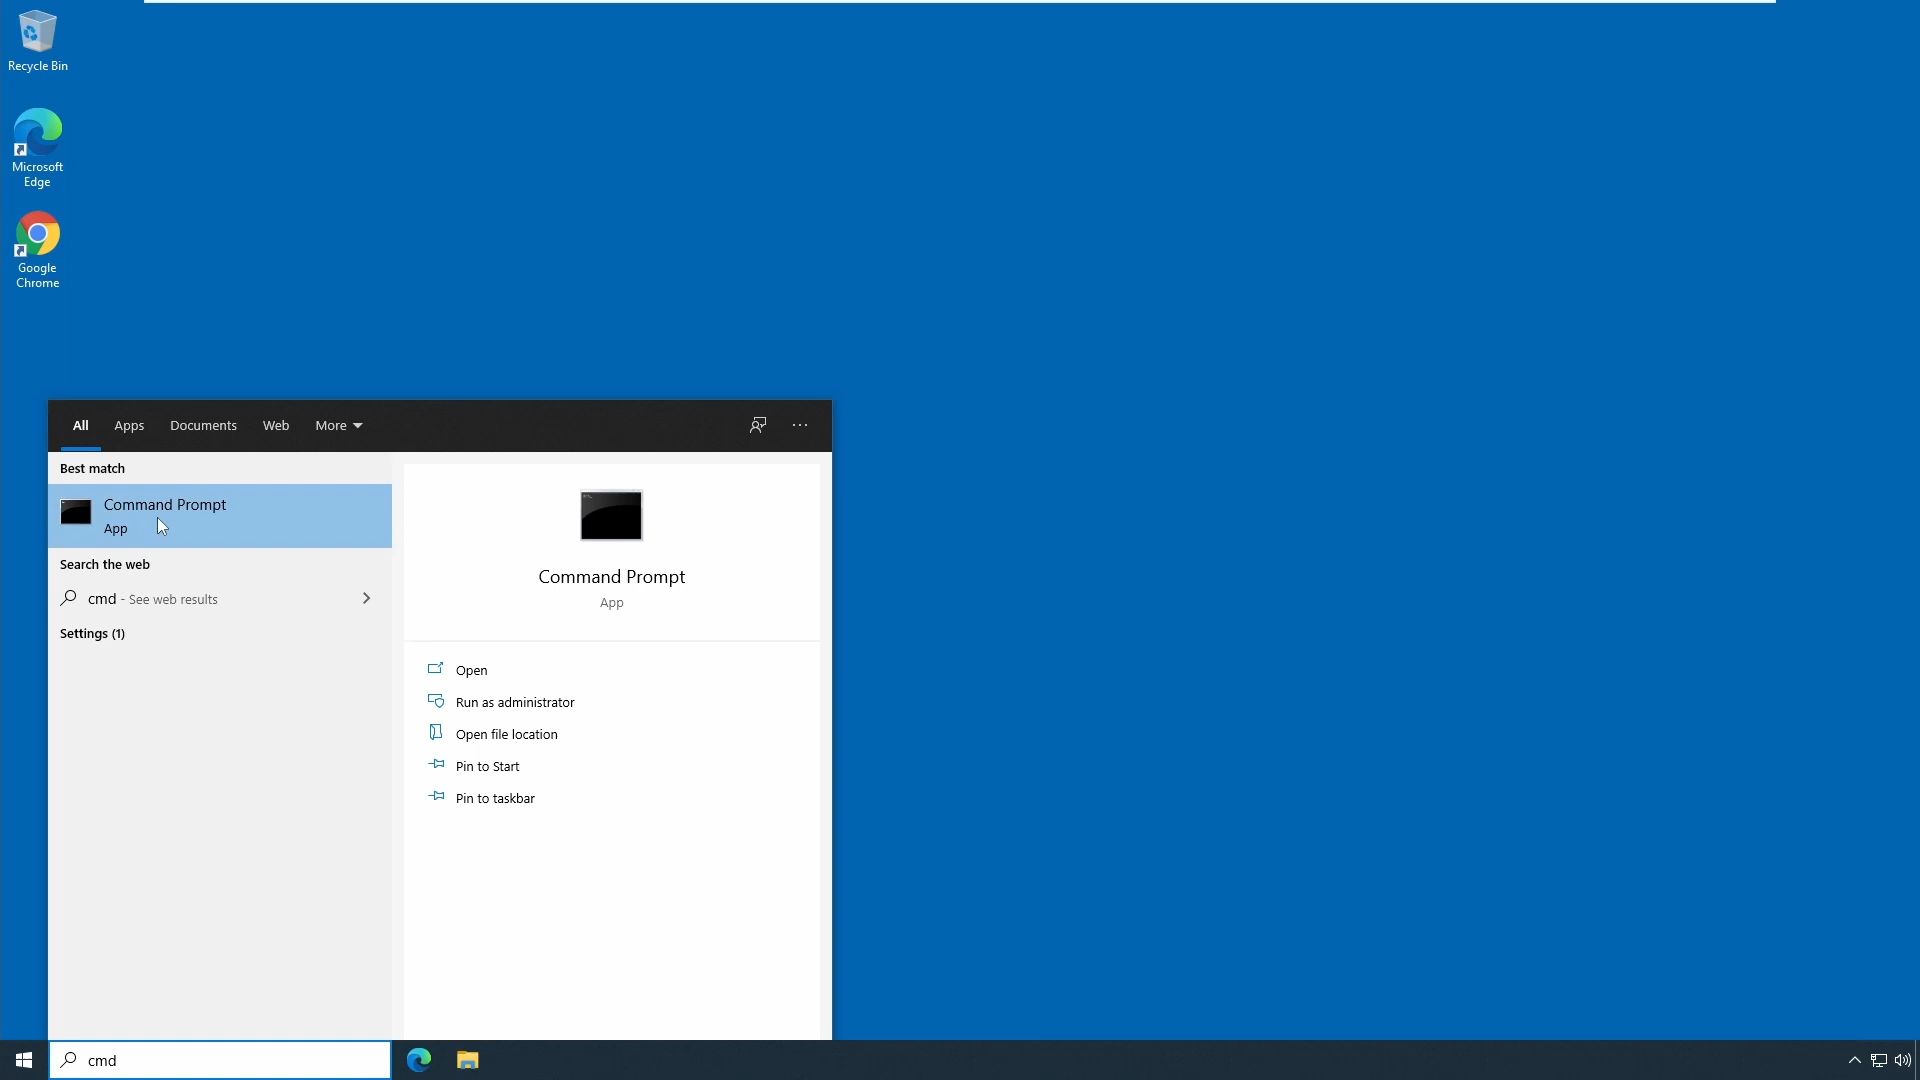 Recycle Bin
Microsoft
Edge
Google
Chrome
All
Apps
Documents
Web
More
Best match
Command Prompt
App
Search the web
cmd - See web results
Settings (1)
Command Prompt
App
Open
Run as administrator
Open file location
Pin to Start
Pin to taskbar
cmd